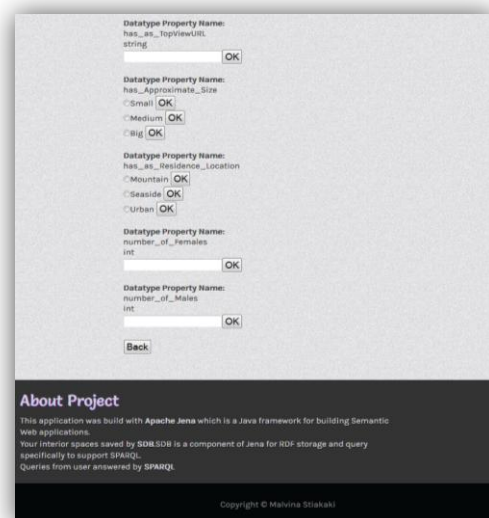 Datatype Property Name:
has_as_TopViewURL
string
OK
Datatype Property Name:
has_Approximate_Size
Small OK
Medium OK
Big OK
Datatype Property Name:
has_as_Residence_Location
Mountain OK
Seaside OK
Urban OK
Datatype Property Name:
number_of_Females
int
OK
Datatype Property Name:
number_of_Males
int
OK
Back
About Project
This application was build with Apache Jena which is a Java framework for building Semantic
Web applications.
Your interior spaces saved by SDB.SDB is a component of Jena for RDF storage and query
specifically to support SPARQL.
Queries from user answered by SPARQL
Copyright © Malvina Stiakaki